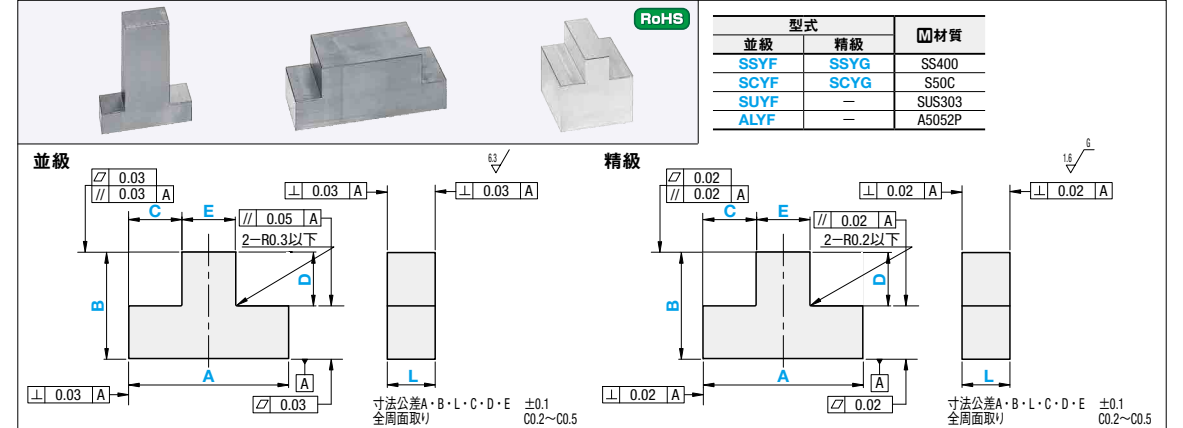 RoHS
型式
M材質
並級 精級
SSYF SSYG SS400
SCYF SCYG S50C
SUYF － SUS303
ALYF － A5052P
並級
6.3
⏥ 0.03
// 0.03 A
⊥ 0.03 A
⊥ 0.03 A
C E
// 0.05 A
2－R0.3以下
B
D
A
A
L
⊥ 0.03 A
⏥ 0.03
寸法公差A・B・L・C・D・E ±0.1
全周面取り C0.2～C0.5
精級
1.6 G
⏥ 0.02
// 0.02 A
⊥ 0.02 A
⊥ 0.02 A
C E
// 0.02 A
2－R0.2以下
B
D
A
A
L
⊥ 0.02 A
⏥ 0.02
寸法公差A・B・L・C・D・E ±0.1
全周面取り C0.2～C0.5